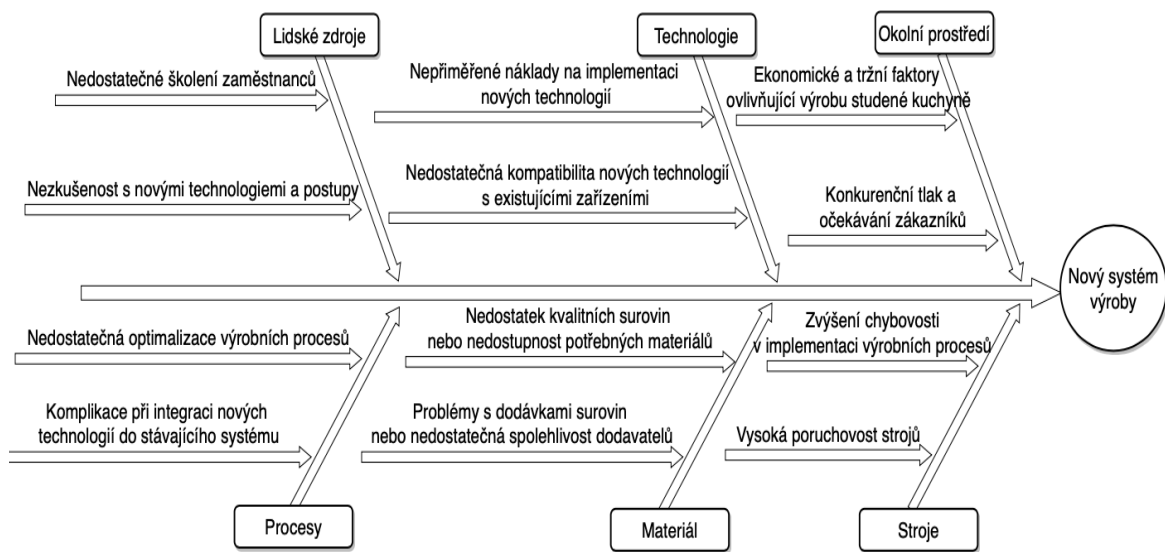 Lidské zdroje
Technologie
Okolní prostředí
Nedostatečné školení zaměstnanců
Nepřiměřené náklady na implementaci
nových technologií
Ekonomické a tržní faktory
ovlivňující výrobu studené kuchyně
Nezkušenost s novými technologiemi a postupy
Nedostatečná kompatibilita nových technologií
s existujícími zařízeními
Konkurenční tlak a
očekávání zákazníků
Nový systém
výroby
Nedostatečná optimalizace výrobních procesů
Nedostatek kvalitních surovin
nebo nedostupnost potřebných materiálů
Zvýšení chybovosti
v implementaci výrobních procesů
Komplikace při integraci nových
technologií do stávajícího systému
Problémy s dodávkami surovin
nebo nedostatečná spolehlivost dodavatelů
Vysoká poruchovost strojů
Procesy
Materiál
Stroje